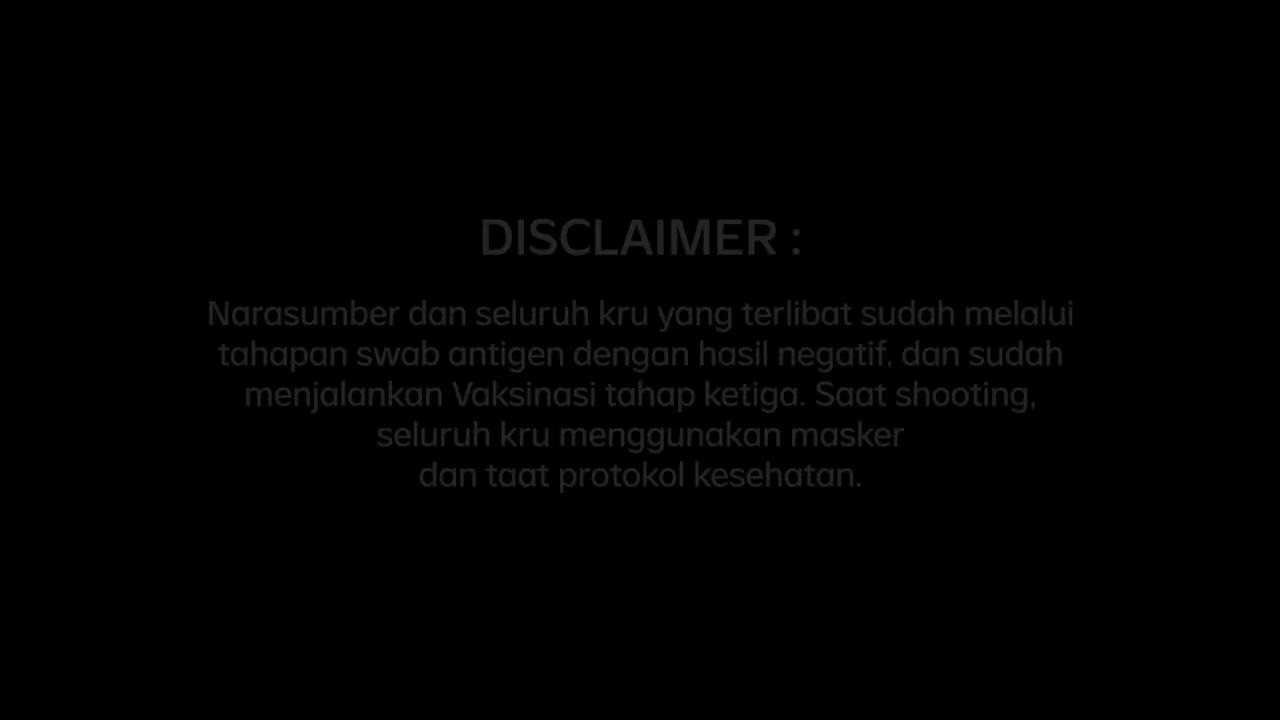 DISCLAIMER :
Narasumber dan seluruh kru yang terlibat sudah melalui
tahapan swab antigen dengan hasil negatif, dan sudah
menjalankan Vaksinasi tahap ketiga. Saat shooting,
seluruh kru menggunakan masker
dan taat protokol kesehatan.